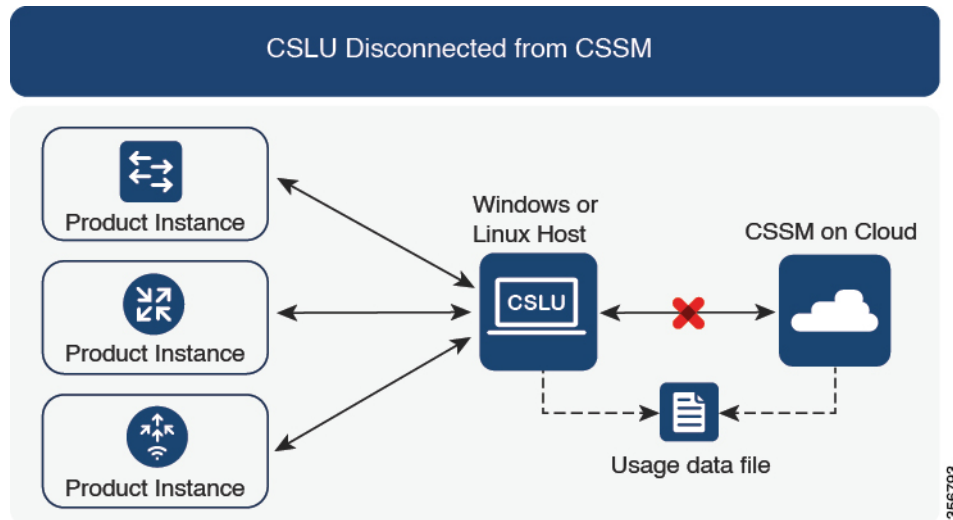 CSLU Disconnected from CSSM
Product Instance
Product Instance
Product Instance
Windows or
Linux Host
CSLU
CSSM on Cloud
Usage data file
356793